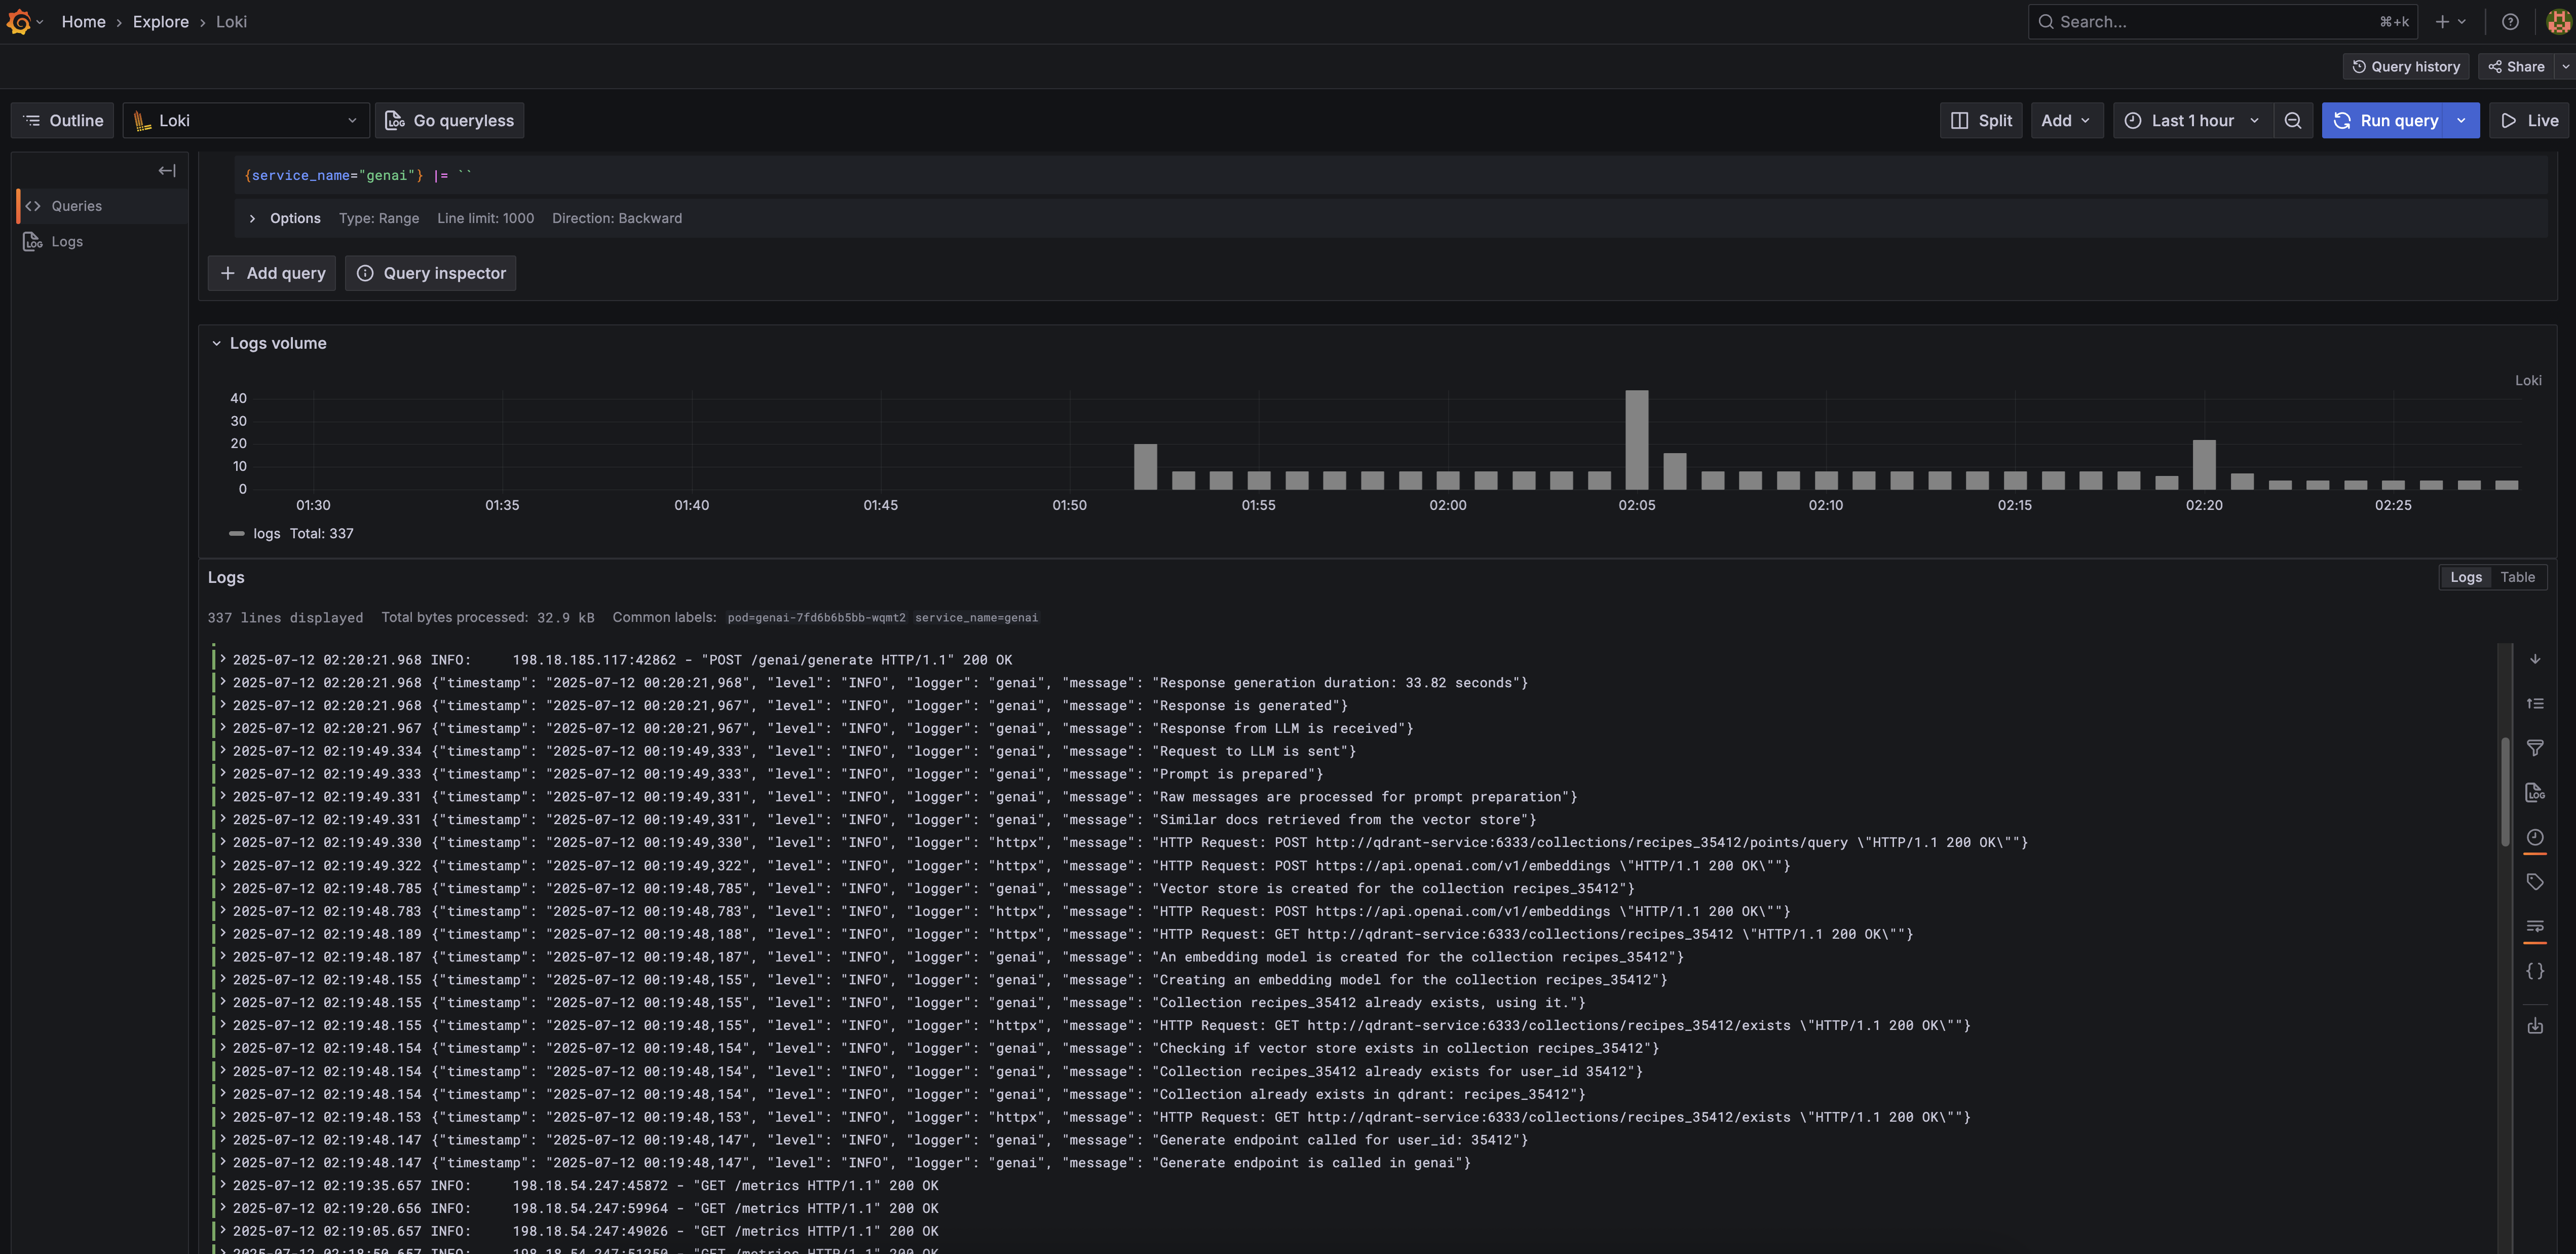 Home › Explore › Loki
Search... ⌘+k
Query history Share
Outline Loki Go queryless Split Add Last 1 hour Run query Live
Queries
Logs
{service_name="genai"} |= ``
Options Type: Range Line limit: 1000 Direction: Backward
+ Add query Query inspector
Logs volume
Loki
40
30
20
10
0
01:30 01:35 01:40 01:45 01:50 01:55 02:00 02:05 02:10 02:15 02:20 02:25
logs Total: 337
Logs
Logs Table
337 lines displayed Total bytes processed: 32.9 kB Common labels: pod=genai-7fd6b6b5bb-wqmt2 service_name=genai
2025-07-12 02:20:21.968 INFO: 198.18.185.117:42862 - "POST /genai/generate HTTP/1.1" 200 OK
2025-07-12 02:20:21.968 {"timestamp": "2025-07-12 00:20:21,968", "level": "INFO", "logger": "genai", "message": "Response generation duration: 33.82 seconds"}
2025-07-12 02:20:21.968 {"timestamp": "2025-07-12 00:20:21,967", "level": "INFO", "logger": "genai", "message": "Response is generated"}
2025-07-12 02:20:21.967 {"timestamp": "2025-07-12 00:20:21,967", "level": "INFO", "logger": "genai", "message": "Response from LLM is received"}
2025-07-12 02:19:49.334 {"timestamp": "2025-07-12 00:19:49,333", "level": "INFO", "logger": "genai", "message": "Request to LLM is sent"}
2025-07-12 02:19:49.333 {"timestamp": "2025-07-12 00:19:49,333", "level": "INFO", "logger": "genai", "message": "Prompt is prepared"}
2025-07-12 02:19:49.331 {"timestamp": "2025-07-12 00:19:49,331", "level": "INFO", "logger": "genai", "message": "Raw messages are processed for prompt preparation"}
2025-07-12 02:19:49.331 {"timestamp": "2025-07-12 00:19:49,331", "level": "INFO", "logger": "genai", "message": "Similar docs retrieved from the vector store"}
2025-07-12 02:19:49.330 {"timestamp": "2025-07-12 00:19:49,330", "level": "INFO", "logger": "httpx", "message": "HTTP Request: POST http://qdrant-service:6333/collections/recipes_35412/points/query \"HTTP/1.1 200 OK\""}
2025-07-12 02:19:49.322 {"timestamp": "2025-07-12 00:19:49,322", "level": "INFO", "logger": "httpx", "message": "HTTP Request: POST https://api.openai.com/v1/embeddings \"HTTP/1.1 200 OK\""}
2025-07-12 02:19:48.785 {"timestamp": "2025-07-12 00:19:48,785", "level": "INFO", "logger": "genai", "message": "Vector store is created for the collection recipes_35412"}
2025-07-12 02:19:48.783 {"timestamp": "2025-07-12 00:19:48,783", "level": "INFO", "logger": "httpx", "message": "HTTP Request: POST https://api.openai.com/v1/embeddings \"HTTP/1.1 200 OK\""}
2025-07-12 02:19:48.189 {"timestamp": "2025-07-12 00:19:48,188", "level": "INFO", "logger": "httpx", "message": "HTTP Request: GET http://qdrant-service:6333/collections/recipes_35412 \"HTTP/1.1 200 OK\""}
2025-07-12 02:19:48.187 {"timestamp": "2025-07-12 00:19:48,187", "level": "INFO", "logger": "genai", "message": "An embedding model is created for the collection recipes_35412"}
2025-07-12 02:19:48.155 {"timestamp": "2025-07-12 00:19:48,155", "level": "INFO", "logger": "genai", "message": "Creating an embedding model for the collection recipes_35412"}
2025-07-12 02:19:48.155 {"timestamp": "2025-07-12 00:19:48,155", "level": "INFO", "logger": "genai", "message": "Collection recipes_35412 already exists, using it."}
2025-07-12 02:19:48.155 {"timestamp": "2025-07-12 00:19:48,155", "level": "INFO", "logger": "httpx", "message": "HTTP Request: GET http://qdrant-service:6333/collections/recipes_35412/exists \"HTTP/1.1 200 OK\""}
2025-07-12 02:19:48.154 {"timestamp": "2025-07-12 00:19:48,154", "level": "INFO", "logger": "genai", "message": "Checking if vector store exists in collection recipes_35412"}
2025-07-12 02:19:48.154 {"timestamp": "2025-07-12 00:19:48,154", "level": "INFO", "logger": "genai", "message": "Collection recipes_35412 already exists for user_id 35412"}
2025-07-12 02:19:48.154 {"timestamp": "2025-07-12 00:19:48,154", "level": "INFO", "logger": "genai", "message": "Collection already exists in qdrant: recipes_35412"}
2025-07-12 02:19:48.153 {"timestamp": "2025-07-12 00:19:48,153", "level": "INFO", "logger": "httpx", "message": "HTTP Request: GET http://qdrant-service:6333/collections/recipes_35412/exists \"HTTP/1.1 200 OK\""}
2025-07-12 02:19:48.147 {"timestamp": "2025-07-12 00:19:48,147", "level": "INFO", "logger": "genai", "message": "Generate endpoint called for user_id: 35412"}
2025-07-12 02:19:48.147 {"timestamp": "2025-07-12 00:19:48,147", "level": "INFO", "logger": "genai", "message": "Generate endpoint is called in genai"}
2025-07-12 02:19:35.657 INFO: 198.18.54.247:45872 - "GET /metrics HTTP/1.1" 200 OK
2025-07-12 02:19:20.656 INFO: 198.18.54.247:59964 - "GET /metrics HTTP/1.1" 200 OK
2025-07-12 02:19:05.657 INFO: 198.18.54.247:49026 - "GET /metrics HTTP/1.1" 200 OK
2025-07-12 02:18:50.657 INFO: 198.18.54.247:51250 - "GET /metrics HTTP/1.1" 200 OK